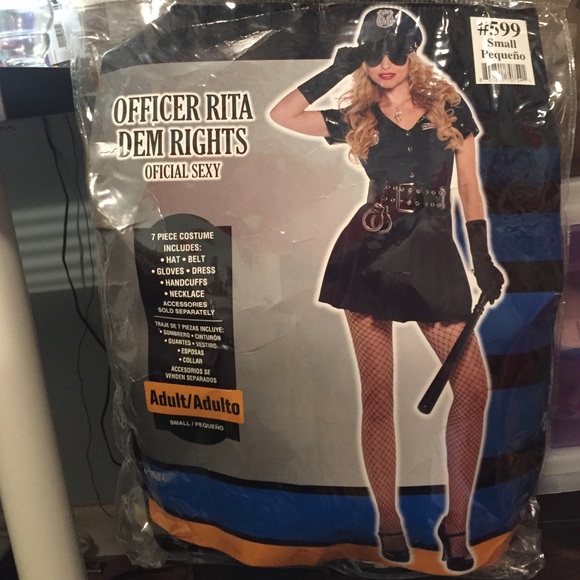 #599
Small
Pequeño
OFFICER RITA
DEM RIGHTS
OFICIAL SEXY
7 PIECE COSTUME
INCLUDES:
• HAT • BELT
• GLOVES • DRESS
• HANDCUFFS
• NECKLACE
ACCESSORIES
SOLD SEPARATELY
TRAJE DE 7 PIEZAS INCLUYE:
• SOMBRERO • CINTURÓN
• GUANTES • VESTIDO
• ESPOSAS
• COLLAR
ACCESORIOS SE
VENDEN SEPARADOS
Adult/Adulto
SMALL / PEQUEÑO